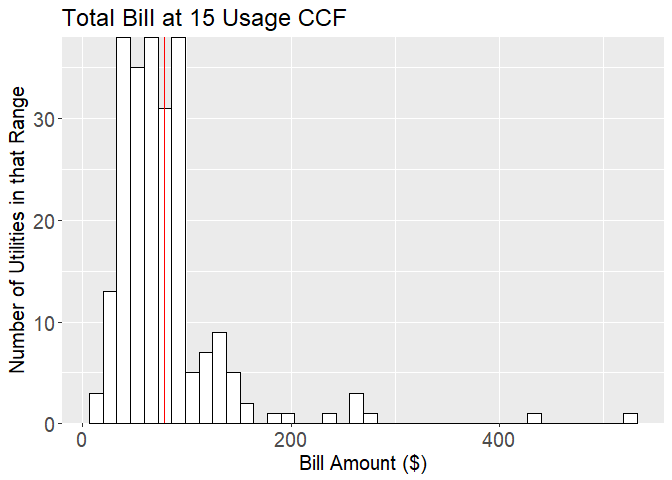 Total Bill at 15 Usage CCF
Number of Utilities in that Range
30
20
10
0
0
200
400
Bill Amount ($)